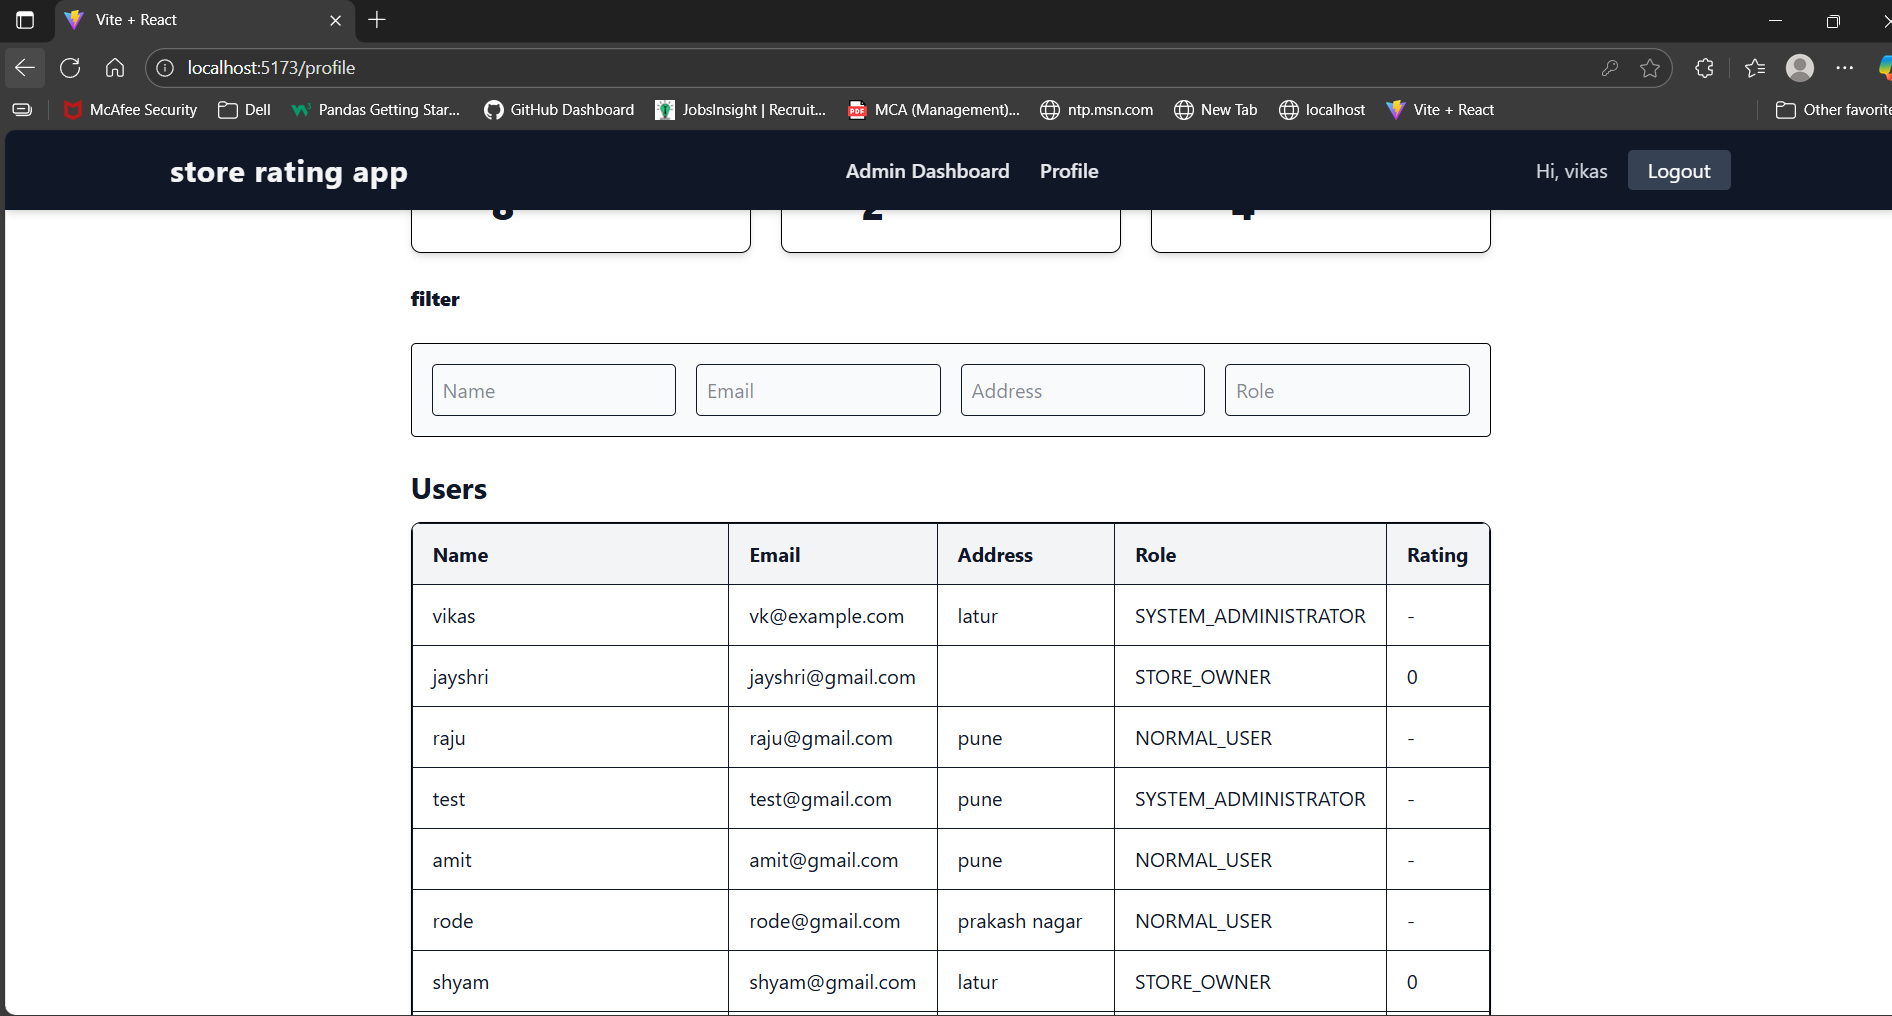 Vite + React
localhost:5173/profile
McAfee Security Dell Pandas Getting Star... GitHub Dashboard JobsInsight | Recruit... PDF MCA (Management)... ntp.msn.com New Tab localhost Vite + React Other favorite
store rating app Admin Dashboard Profile Hi, vikas Logout
8 2 4
filter
Name Email Address Role
Users
Name Email Address Role Rating
vikas vk@example.com latur SYSTEM_ADMINISTRATOR -
jayshri jayshri@gmail.com STORE_OWNER 0
raju raju@gmail.com pune NORMAL_USER -
test test@gmail.com pune SYSTEM_ADMINISTRATOR -
amit amit@gmail.com pune NORMAL_USER -
rode rode@gmail.com prakash nagar NORMAL_USER -
shyam shyam@gmail.com latur STORE_OWNER 0